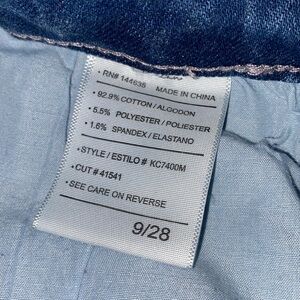 • RN# 144635 MADE IN CHINA
• 92.9% COTTON / ALGODON
• 5.5% POLYESTER / POLIESTER
• 1.6% SPANDEX / ELASTANO
• STYLE / ESTILO # KC7400M
• CUT # 41541
• SEE CARE ON REVERSE
9/28